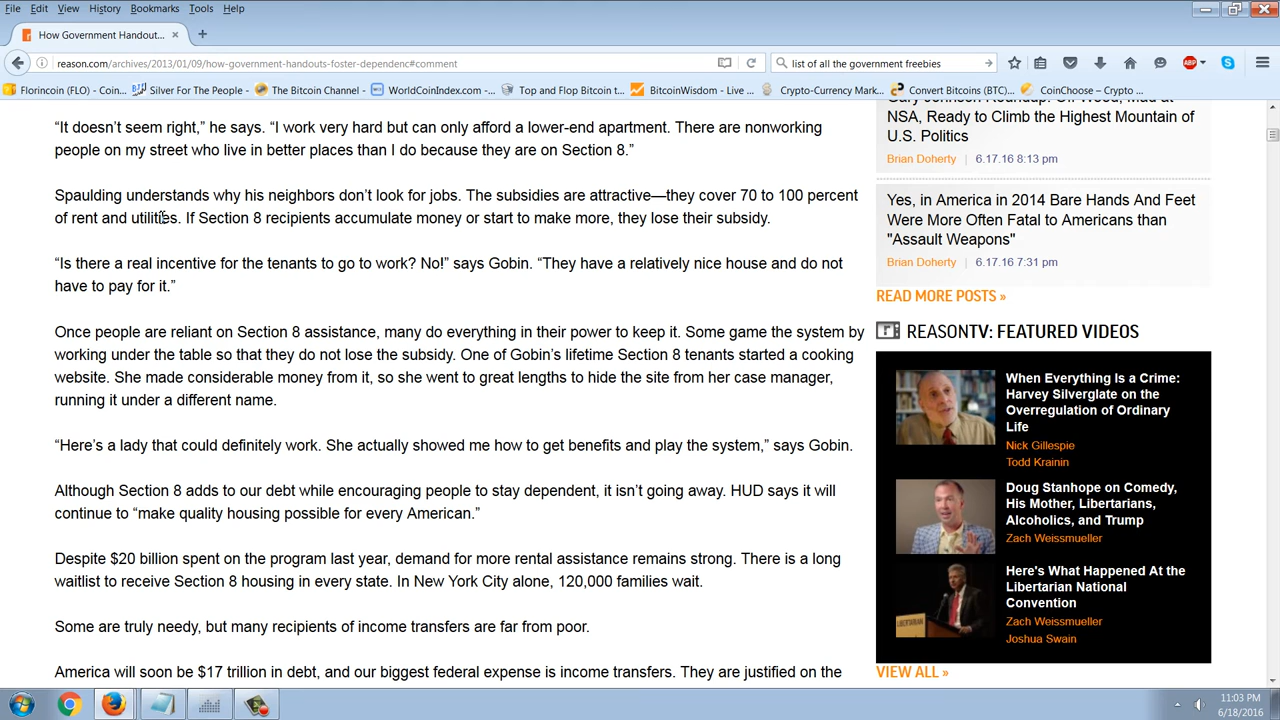 File Edit View History Bookmarks Tools Help
How Government Handout...
reason.com/archives/2013/01/09/how-government-handouts-foster-dependenc#comment
list of all the government freebies
ABP
Florincoin (FLO) - Coin...
Silver For The People - ...
The Bitcoin Channel - ...
WorldCoinIndex.com -...
Top and Flop Bitcoin t...
BitcoinWisdom - Live ...
Crypto-Currency Mark...
Convert Bitcoins (BTC)...
CoinChoose – Crypto ...
“It doesn’t seem right,” he says. “I work very hard but can only afford a lower-end apartment. There are nonworking
people on my street who live in better places than I do because they are on Section 8.”
Spaulding understands why his neighbors don’t look for jobs. The subsidies are attractive—they cover 70 to 100 percent
of rent and utilities. If Section 8 recipients accumulate money or start to make more, they lose their subsidy.
“Is there a real incentive for the tenants to go to work? No!” says Gobin. “They have a relatively nice house and do not
have to pay for it.”
Once people are reliant on Section 8 assistance, many do everything in their power to keep it. Some game the system by
working under the table so that they do not lose the subsidy. One of Gobin’s lifetime Section 8 tenants started a cooking
website. She made considerable money from it, so she went to great lengths to hide the site from her case manager,
running it under a different name.
“Here’s a lady that could definitely work. She actually showed me how to get benefits and play the system,” says Gobin.
Although Section 8 adds to our debt while encouraging people to stay dependent, it isn’t going away. HUD says it will
continue to “make quality housing possible for every American.”
Despite $20 billion spent on the program last year, demand for more rental assistance remains strong. There is a long
waitlist to receive Section 8 housing in every state. In New York City alone, 120,000 families wait.
Some are truly needy, but many recipients of income transfers are far from poor.
America will soon be $17 trillion in debt, and our biggest federal expense is income transfers. They are justified on the
Gary Johnson Roundup: Oil Wood, Mad at
NSA, Ready to Climb the Highest Mountain of
U.S. Politics
Brian Doherty | 6.17.16 8:13 pm
Yes, in America in 2014 Bare Hands And Feet
Were More Often Fatal to Americans than
"Assault Weapons"
Brian Doherty | 6.17.16 7:31 pm
READ MORE POSTS »
REASONTV: FEATURED VIDEOS
When Everything Is a Crime:
Harvey Silverglate on the
Overregulation of Ordinary
Life
Nick Gillespie
Todd Krainin
Doug Stanhope on Comedy,
His Mother, Libertarians,
Alcoholics, and Trump
Zach Weissmueller
Here's What Happened At the
Libertarian National
Convention
Zach Weissmueller
Joshua Swain
VIEW ALL »
11:03 PM
6/18/2016